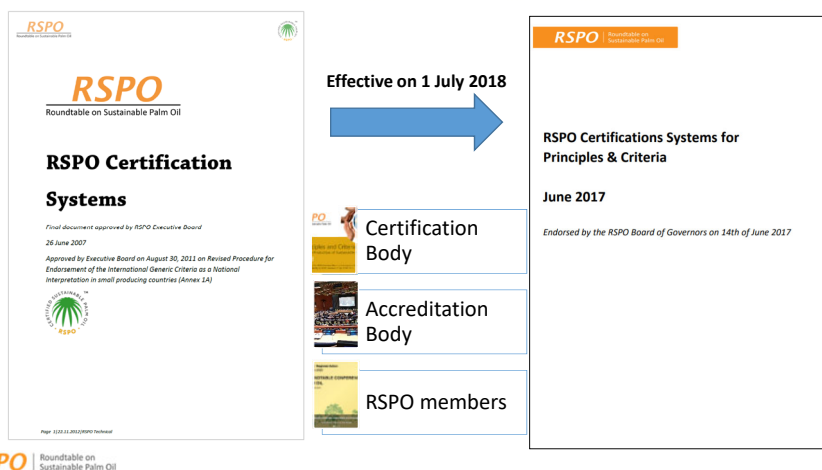 RSPO
Roundtable on Sustainable Palm Oil
RSPO
Roundtable on Sustainable Palm Oil
RSPO Certification
Systems
Final document approved by RSPO Executive Board
26 June 2007
Approved by Executive Board on August 30, 2011 on Revised Procedure for
Endorsement of the International Generic Criteria as a National
Interpretation in small producing countries (Annex 1A)
CERTIFIED SUSTAINABLE PALM OIL
RSPO
Page 1|22.11.2012|RSPO Technical
Effective on 1 July 2018
Certification
Body
Accreditation
Body
RSPO members
RSPO Roundtable on
Sustainable Palm Oil
RSPO Certifications Systems for
Principles & Criteria
June 2017
Endorsed by the RSPO Board of Governors on 14th of June 2017
PO Roundtable on
Sustainable Palm Oil